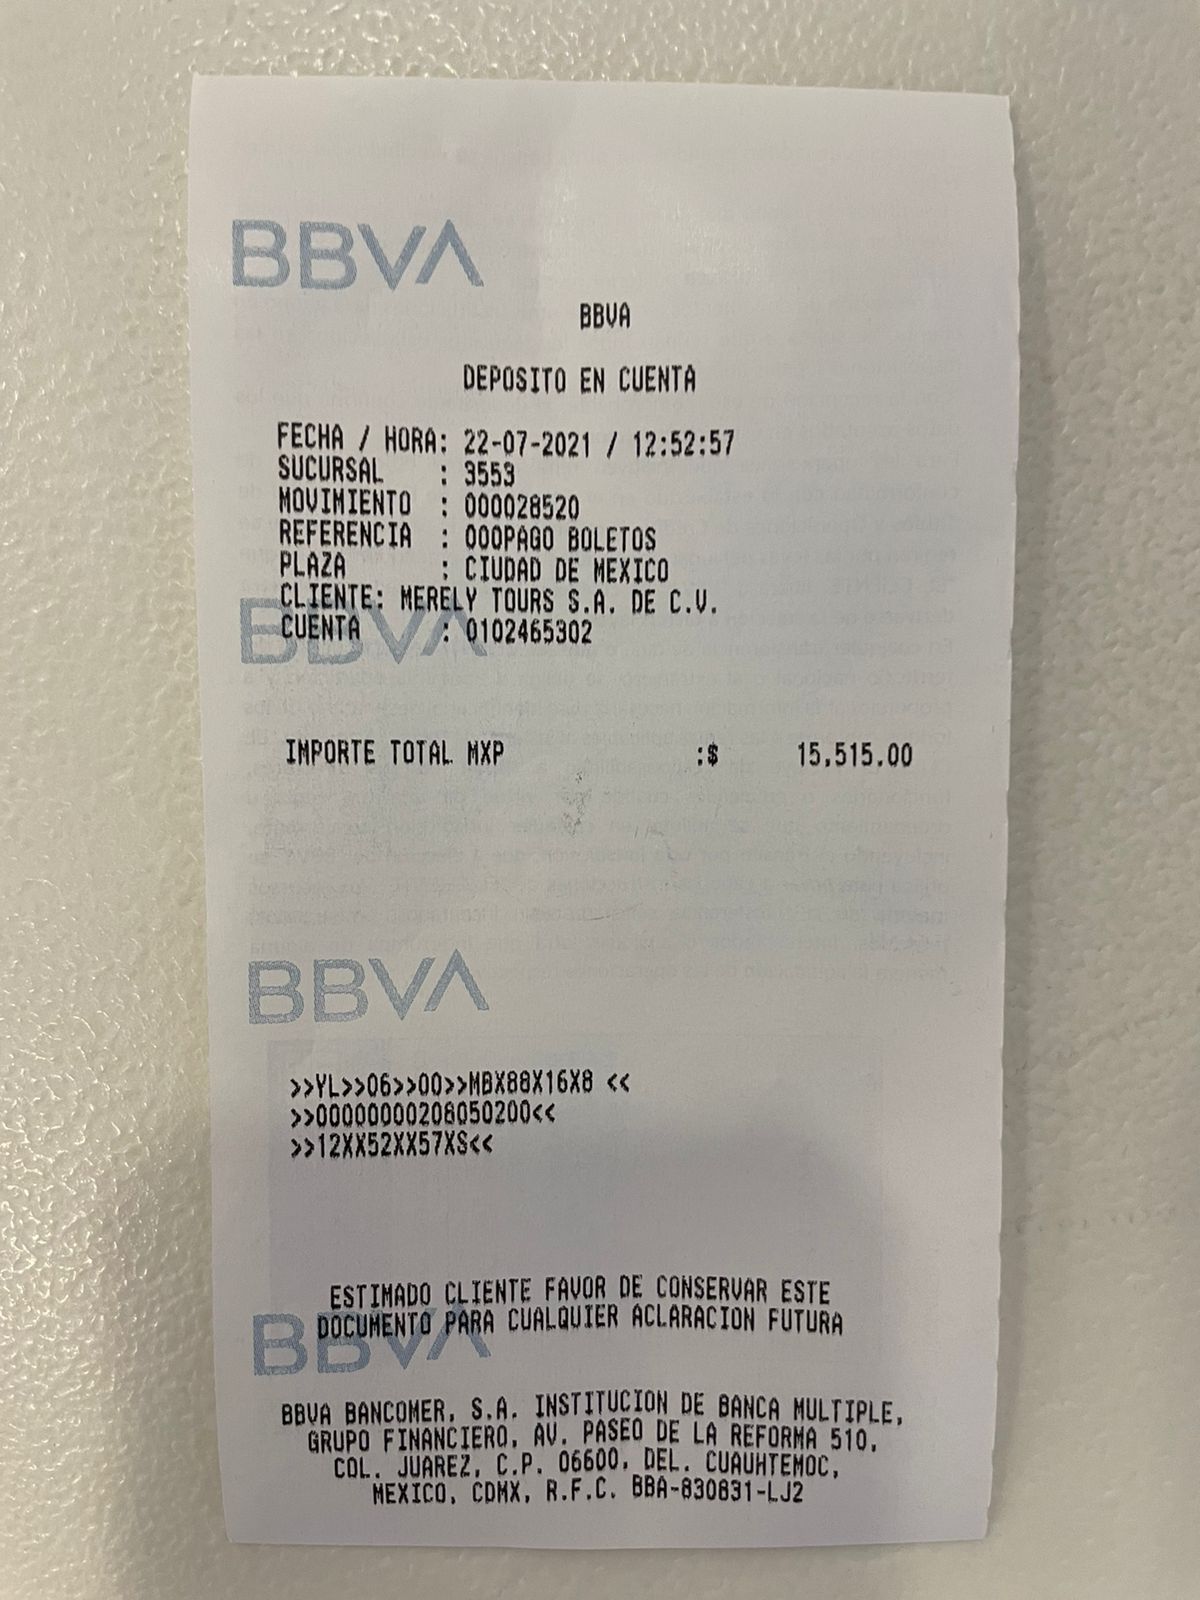 BBVA
BBVA
DEPOSITO EN CUENTA
FECHA / HORA: 22-07-2021 / 12:52:57
SUCURSAL : 3553
MOVIMIENTO : 000028520
REFERENCIA : 000PAGO BOLETOS
PLAZA : CIUDAD DE MEXICO
CLIENTE: MERELY TOURS S.A. DE C.V.
BBVA
CUENTA : 0102465302
IMPORTE TOTAL MXP :$ 15,515.00
BBVA
>>YL>>06>>00>>MBX88X16X8 <<
>>00000000208050200<<
>>12XX52XX57XS<<
ESTIMADO CLIENTE FAVOR DE CONSERVAR ESTE
DOCUMENTO PARA CUALQUIER ACLARACION FUTURA
BBVA
BBVA BANCOMER, S.A. INSTITUCION DE BANCA MULTIPLE,
GRUPO FINANCIERO, AV. PASEO DE LA REFORMA 510,
COL. JUAREZ, C.P. 06600, DEL. CUAUHTEMOC,
MEXICO, CDMX, R.F.C. BBA-830831-LJ2